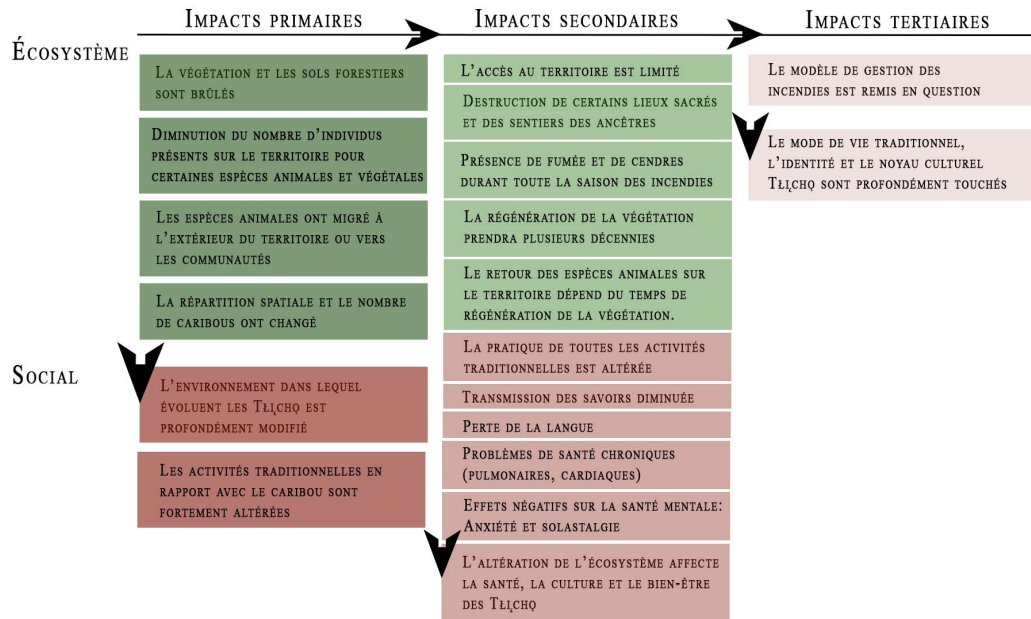 Impacts primaires
Impacts secondaires
Impacts tertiaires
Écosystème
La végétation et les sols forestiers
sont brûlés
Diminution du nombre d'individus
présents sur le territoire pour
certaines espèces animales et végétales
Les espèces animales ont migré à
l'extérieur du territoire ou vers
les communautés
La répartition spatiale et le nombre
de caribous ont changé
Social
L'environnement dans lequel
évoluent les Tłı̨chǫ est
profondément modifié
Les activités traditionnelles en
rapport avec le caribou sont
fortement altérées
L'accès au territoire est limité
Destruction de certains lieux sacrés
et des sentiers des ancêtres
Présence de fumée et de cendres
durant toute la saison des incendies
La régénération de la végétation
prendra plusieurs décennies
Le retour des espèces animales sur
le territoire dépend du temps de
régénération de la végétation.
La pratique de toutes les activités
traditionnelles est altérée
Transmission des savoirs diminuée
Perte de la langue
Problèmes de santé chroniques
(pulmonaires, cardiaques)
Effets négatifs sur la santé mentale:
Anxiété et solastalgie
L'altération de l'écosystème affecte
la santé, la culture et le bien-être
des Tłı̨chǫ
Le modèle de gestion des
incendies est remis en question
Le mode de vie traditionnel,
l'identité et le noyau culturel
Tłı̨chǫ sont profondément touchés